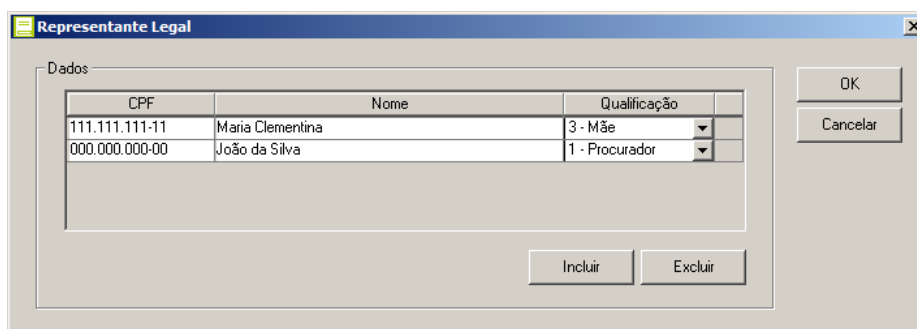 Representante Legal
Dados
OK
Cancelar
CPF Nome Qualificação
111.111.111-11 Maria Clementina 3 - Mãe
000.000.000-00 João da Silva 1 - Procurador
Incluir Excluir